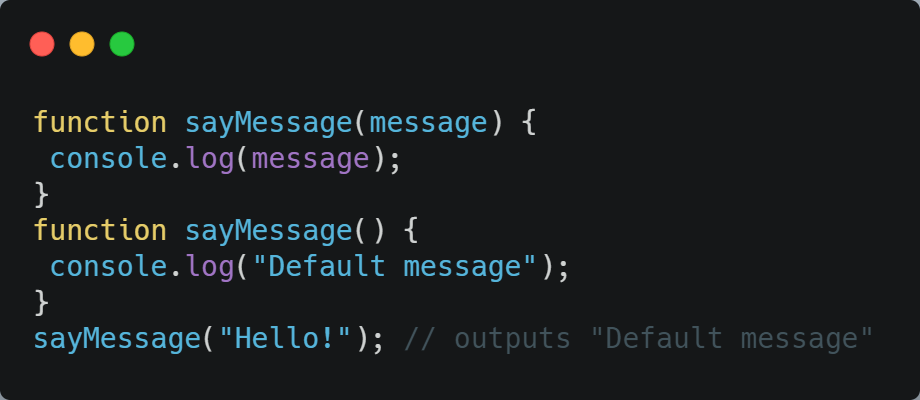 function sayMessage(message) {
 console.log(message);
}
function sayMessage() {
 console.log("Default message");
}
sayMessage("Hello!"); // outputs "Default message"